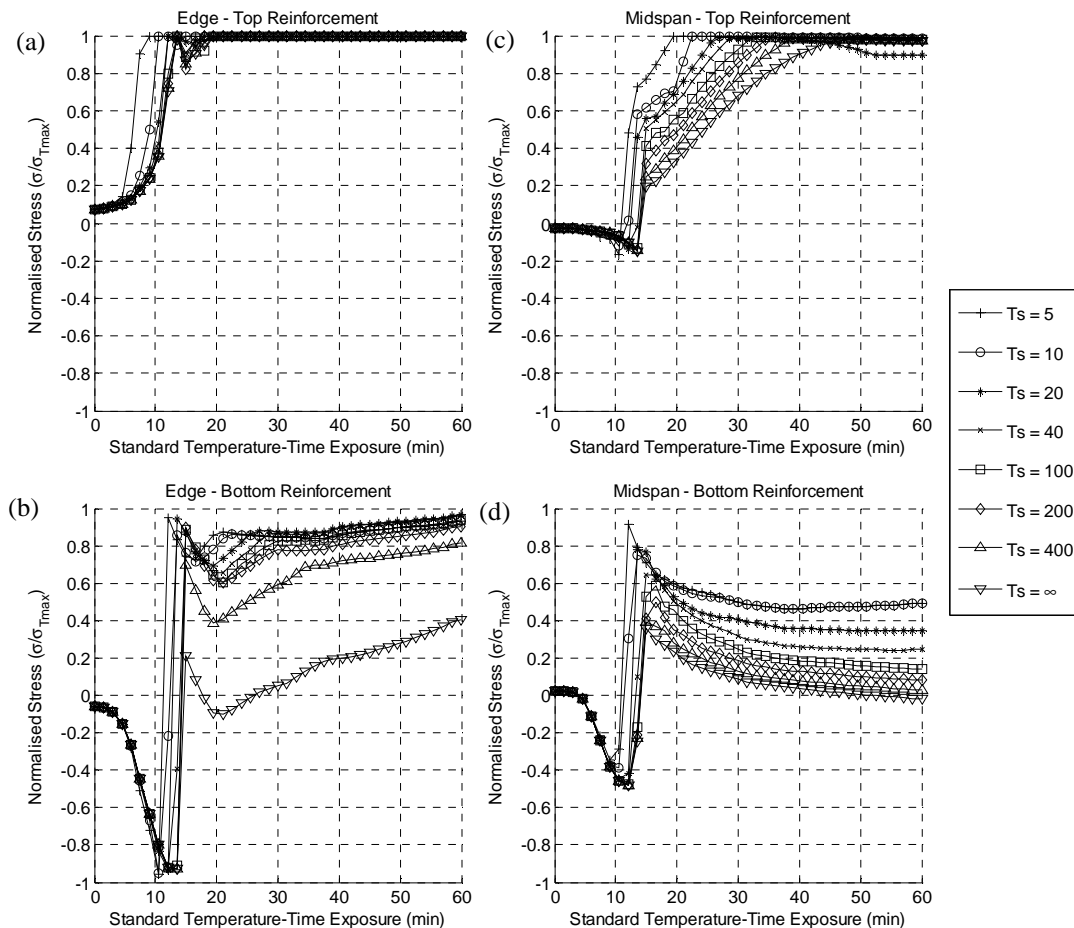 (a)
Edge - Top Reinforcement
1
0.8
0.6
0.4
0.2
0
-0.2
-0.4
-0.6
-0.8
-1
0 10 20 30 40 50 60
Normalised Stress (σ/σTmax)
Standard Temperature-Time Exposure (min)
(c)
Midspan - Top Reinforcement
1
0.8
0.6
0.4
0.2
0
-0.2
-0.4
-0.6
-0.8
-1
0 10 20 30 40 50 60
Normalised Stress (σ/σTmax)
Standard Temperature-Time Exposure (min)
(b)
Edge - Bottom Reinforcement
1
0.8
0.6
0.4
0.2
0
-0.2
-0.4
-0.6
-0.8
-1
0 10 20 30 40 50 60
Normalised Stress (σ/σTmax)
Standard Temperature-Time Exposure (min)
(d)
Midspan - Bottom Reinforcement
1
0.8
0.6
0.4
0.2
0
-0.2
-0.4
-0.6
-0.8
-1
0 10 20 30 40 50 60
Normalised Stress (σ/σTmax)
Standard Temperature-Time Exposure (min)
Ts = 5
Ts = 10
Ts = 20
Ts = 40
Ts = 100
Ts = 200
Ts = 400
Ts = ∞